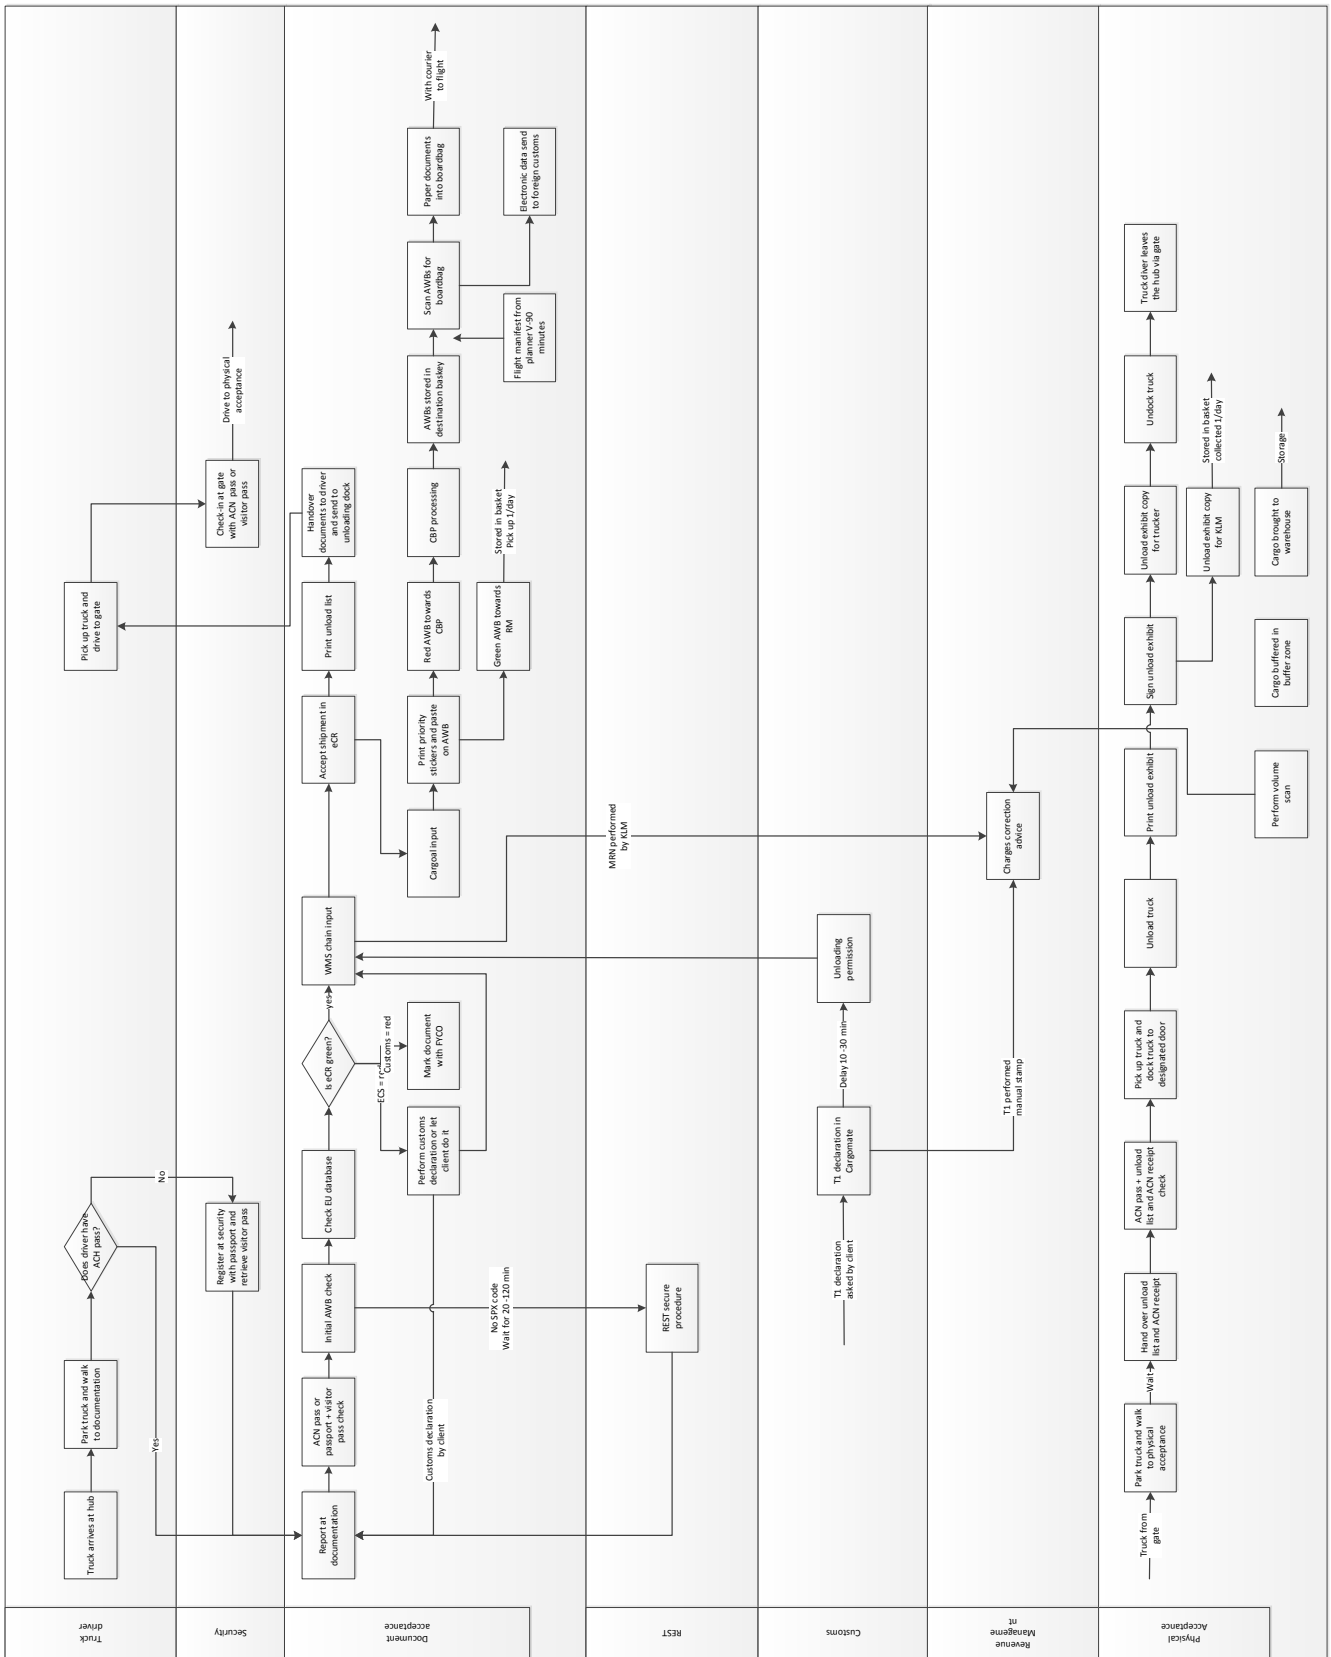 Truck
driver
Truck arrives at hub
Park truck and walk
to documentation
Does driver have
ACH pass?
Yes
No
Pick up truck and
drive to gate
Security
Register at security
with passport and
retrieve visitor pass
Check-in at gate
with ACN pass or
visitor pass
Drive to physical
acceptance
Document
acceptance
Report at
documentation
ACN pass or
passport + visitor
pass check
Initial AWB check
Check EU database
Is eCR green?
yes
WMS chain input
Accept shipment in
eCR
Print unload list
Handover
documents to driver
and send to
unloading dock
ECS = red
Customs = red
Perform customs
declaration or let
client do it
Mark document
with FYCO
Cargoal input
Print priority
stickers and paste
on AWB
Red AWB towards
CBP
CBP processing
AWBs stored in
destination baskey
Scan AWBs for
boardbag
Paper documents
into boardbag
With courier
to flight
Customs declaration
by client
No SPX code
Wait for 20 -120 min
Green AWB towards
RM
Stored in basket
Pick up 1/day
Flight manifest from
planner V-90
minutes
Electronic data send
to foreign customs
REST
REST secure
procedure
MRN performed
by KLM
Customs
T1 declaration
asked by client
T1 declaration in
Cargomate
Delay 10 -30 min
Unloading
permission
Revenue
Manageme
nt
T1 performed
manual stamp
Charges correction
advice
Physical
Acceptance
Truck from
gate
Park truck and walk
to physical
acceptance
Wait
Hand over unload
list and ACN receipt
ACN pass + unload
list and ACN receipt
check
Pick up truck and
dock truck to
designated door
Unload truck
Print unload exhibit
Sign unload exhibit
Unload exhibit copy
for trucker
Undock truck
Truck diver leaves
the hub via gate
Unload exhibit copy
for KLM
Stored in basket
collected 1/day
Perform volume
scan
Cargo buffered in
buffer zone
Cargo brought to
warehouse
Storage